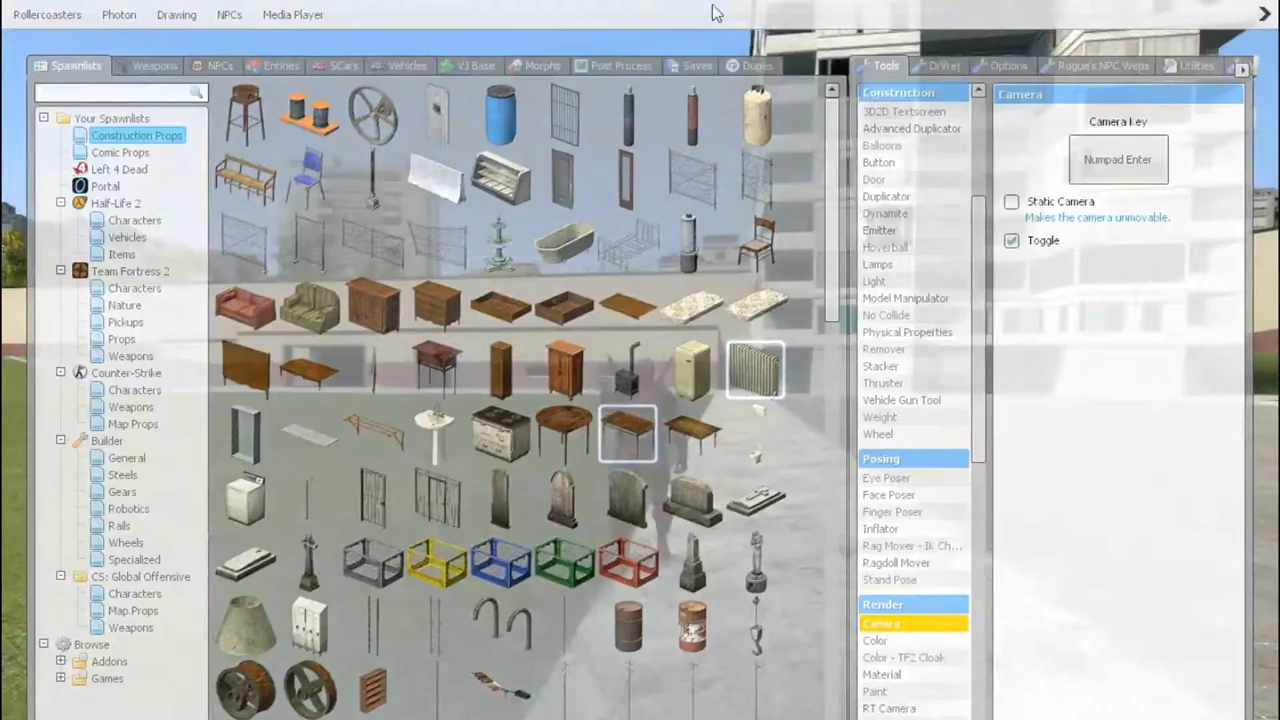 Rollercoasters Photon Drawing NPCs Media Player
Spawnlists Weapons NPCs Entities SCars Vehicles VJ Base Morphs Post Process Saves Dupes
Your Spawnlists
Construction Props
Comic Props
Left 4 Dead
Portal
Half-Life 2
Characters
Vehicles
Items
Team Fortress 2
Characters
Nature
Pickups
Props
Weapons
Counter-Strike
Characters
Weapons
Map Props
Builder
General
Steels
Gears
Robotics
Rails
Wheels
Specialized
CS: Global Offensive
Characters
Map Props
Weapons
Browse
Addons
Games
Tools Options Rogue's NPC Weps Utilities
Construction
3D2D Textscreen
Advanced Duplicator
Balloons
Button
Door
Duplicator
Dynamite
Emitter
Hoverball
Lamps
Light
Model Manipulator
No Collide
Physical Properties
Remover
Stacker
Thruster
Vehicle Gun Tool
Weight
Wheel
Posing
Eye Poser
Face Poser
Finger Poser
Inflator
Rag Mover - IK Ch...
Ragdoll Mover
Stand Pose
Render
Camera
Color
Color - TF2 Cloak
Material
Paint
RT Camera
Camera
Camera Key
Numpad Enter
Static Camera
Makes the camera unmovable.
Toggle